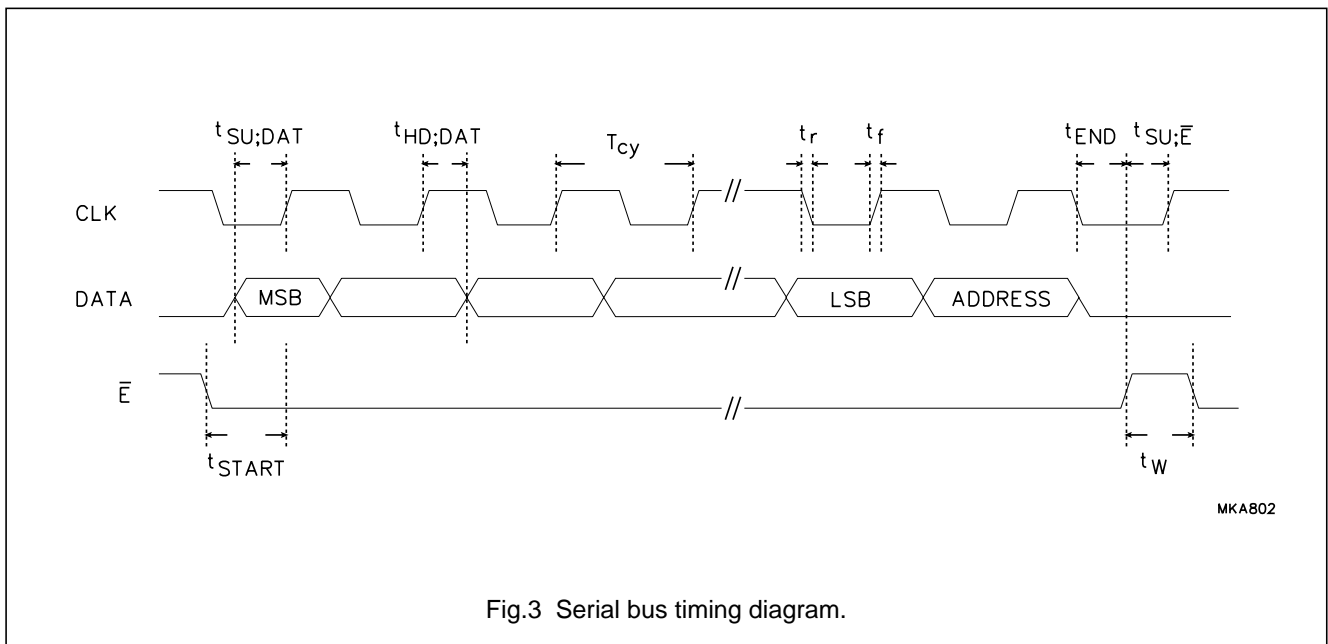 tSU;DAT tHD;DAT Tcy tr tf tEND tSU;E̅
CLK
DATA MSB LSB ADDRESS
E̅
tSTART tW
MKA802
Fig.3 Serial bus timing diagram.